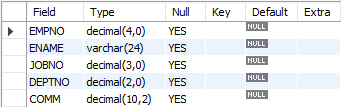 Field Type Null Key Default Extra
EMPNO decimal(4,0) YES NULL
ENAME varchar(24) YES NULL
JOBNO decimal(3,0) YES NULL
DEPTNO decimal(2,0) YES NULL
COMM decimal(10,2) YES NULL